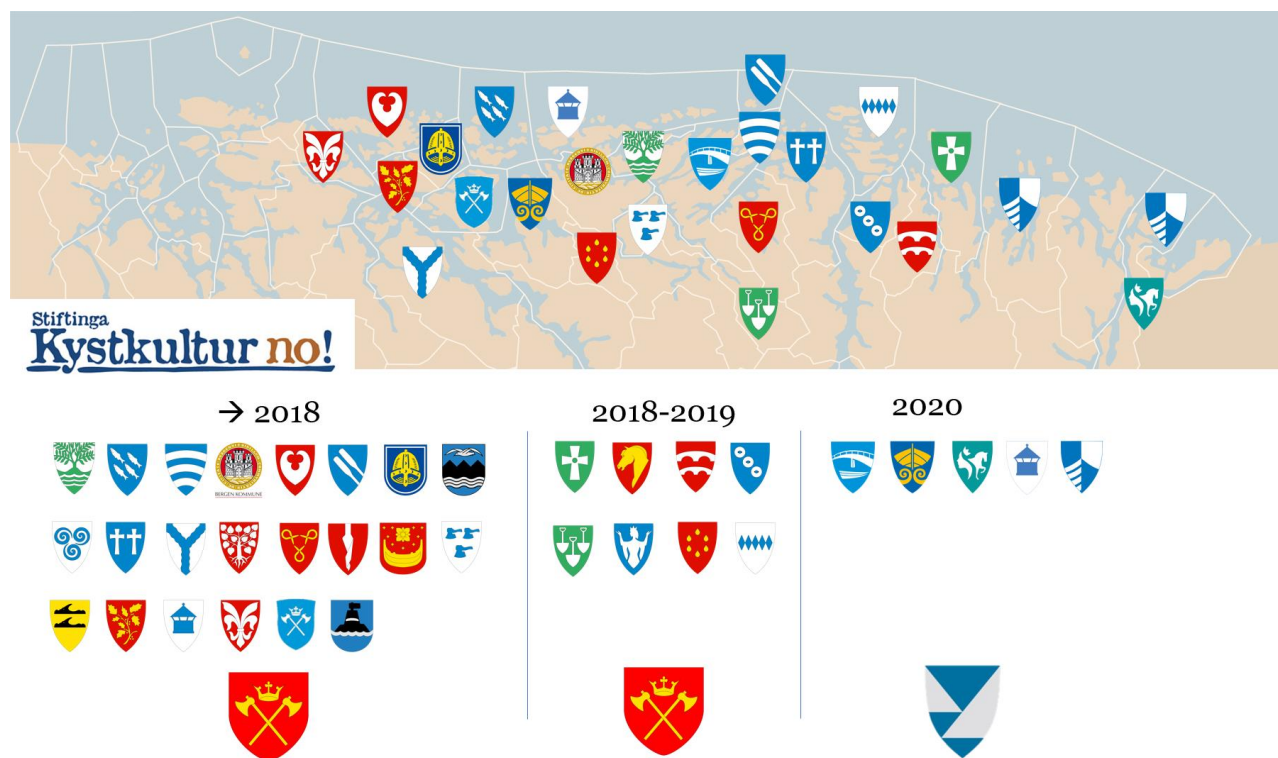 Stiftinga
Kystkultur no!
→ 2018
2018-2019
2020
BERGEN KOMMUNE